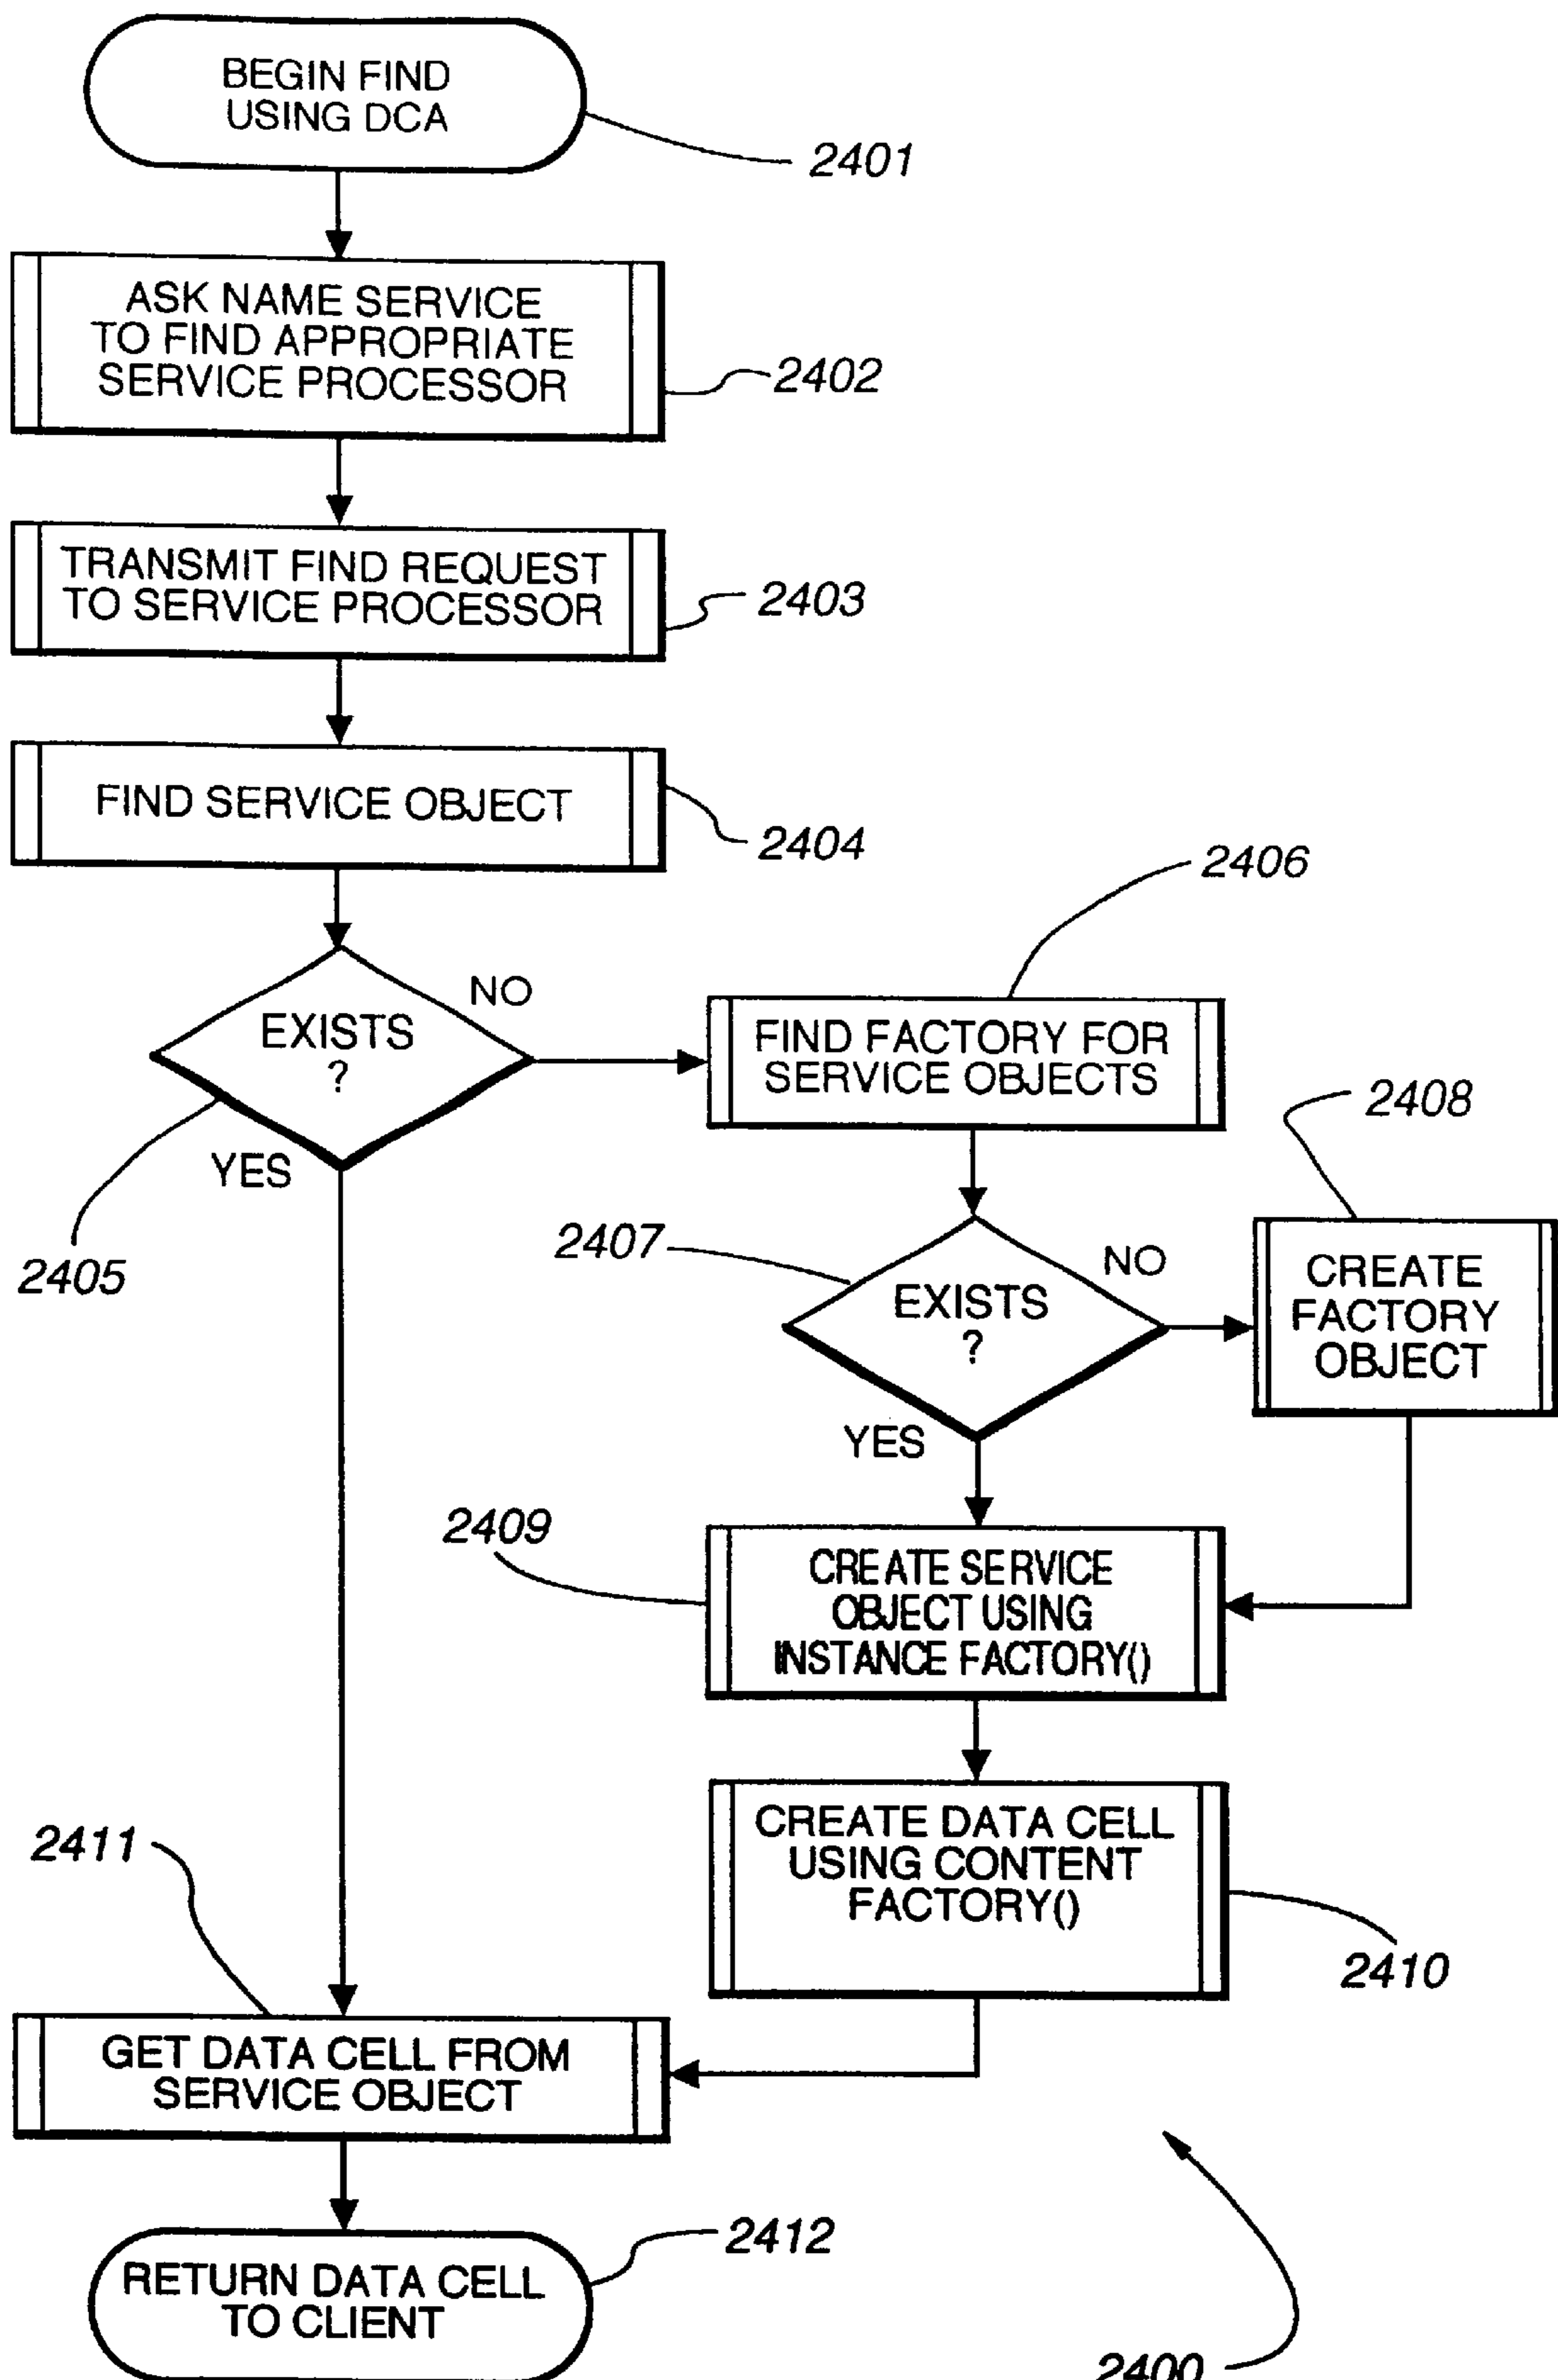 BEGIN FIND
USING DCA
2401
ASK NAME SERVICE
TO FIND APPROPRIATE
SERVICE PROCESSOR
2402
TRANSMIT FIND REQUEST
TO SERVICE PROCESSOR
2403
FIND SERVICE OBJECT
2404
2406
NO
EXISTS
?
FIND FACTORY FOR
SERVICE OBJECTS
2408
YES
2405
2407
NO
EXISTS
?
CREATE
FACTORY
OBJECT
YES
2409
CREATE SERVICE
OBJECT USING
INSTANCE FACTORY()
CREATE DATA CELL
USING CONTENT
FACTORY()
2411
2410
GET DATA CELL FROM
SERVICE OBJECT
2412
RETURN DATA CELL
TO CLIENT
2400